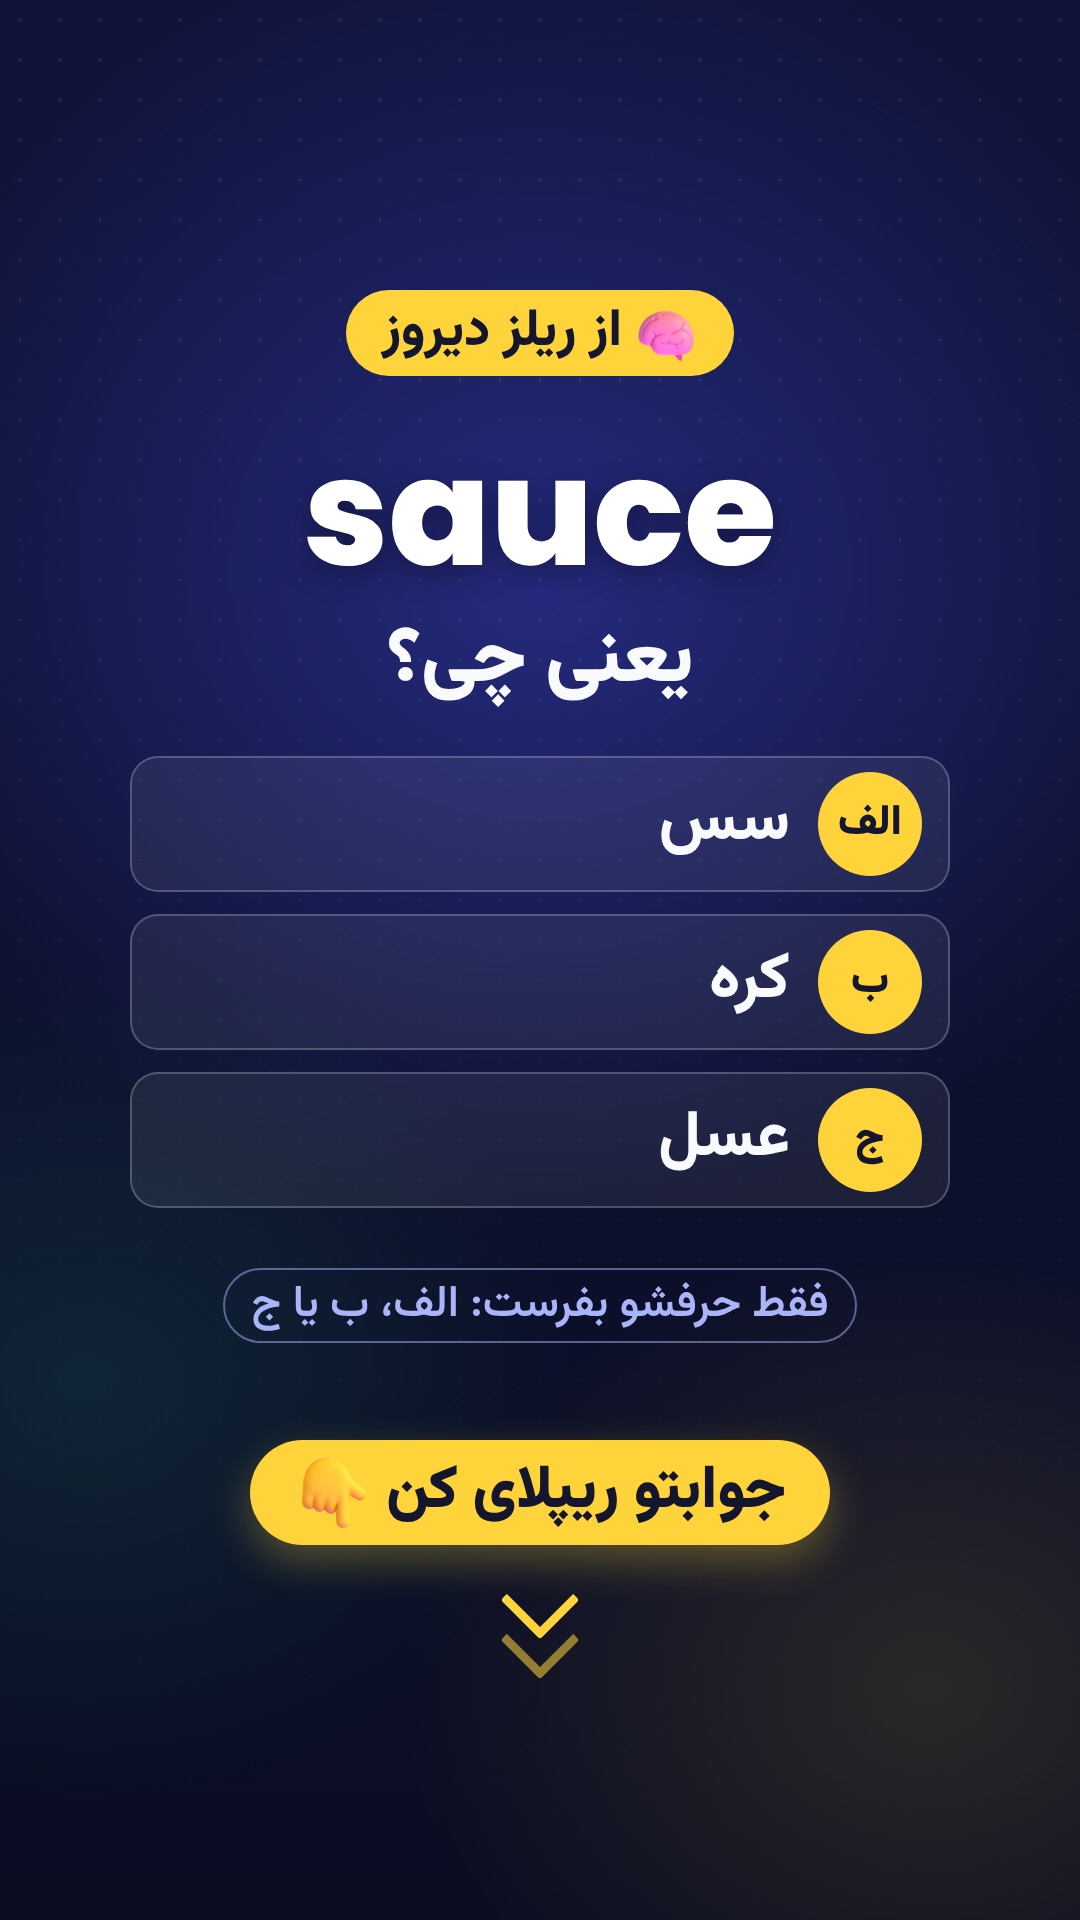 🧠 از ریلز دیروز
sauce
یعنی چی؟
الف سس
ب کره
ج عسل
فقط حرفشو بفرست: الف، ب یا ج
جوابتو ریپلای کن 👇